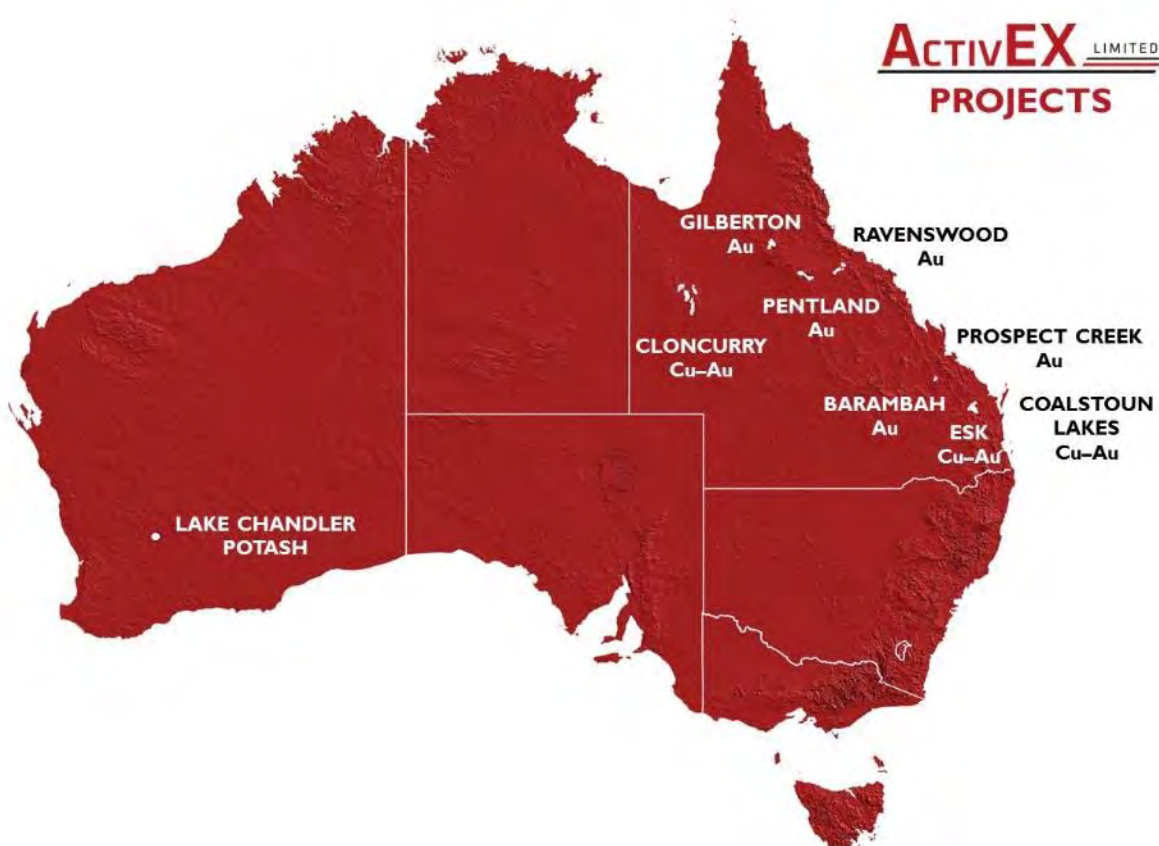 ACTIVEX LIMITED
PROJECTS
GILBERTON
Au
RAVENSWOOD
Au
PENTLAND
Au
CLONCURRY
Cu–Au
PROSPECT CREEK
Au
BARAMBAH
Au
ESK
Cu–Au
COALSTOUN
LAKES
Cu–Au
LAKE CHANDLER
POTASH